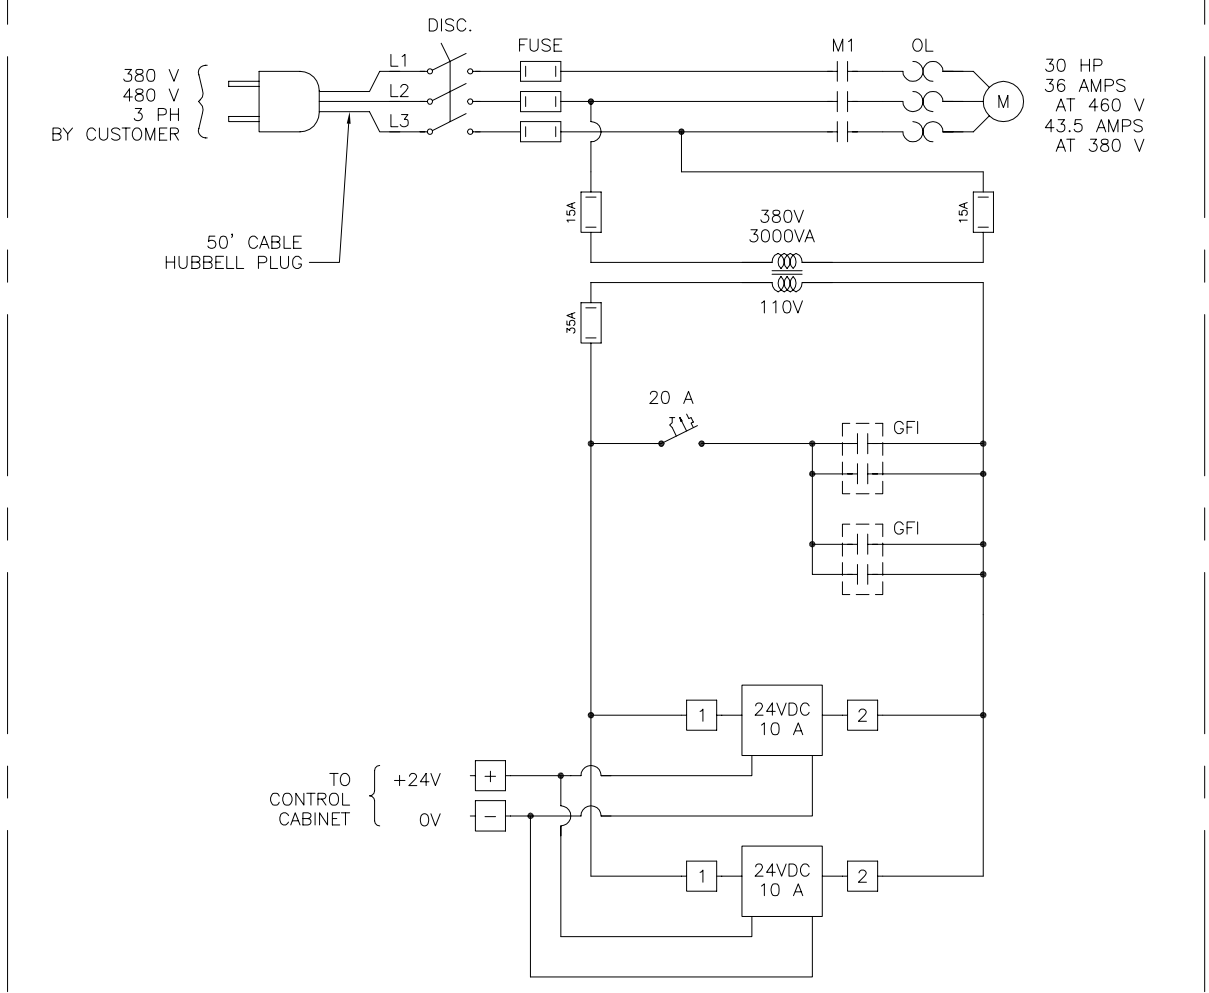 DISC.
FUSE
M1
OL
380 V
480 V
3 PH
BY CUSTOMER
L1
L2
L3
M
30 HP
36 AMPS
AT 460 V
43.5 AMPS
AT 380 V
50' CABLE
HUBBELL PLUG
15A
380V
3000VA
15A
110V
35A
20 A
GFI
GFI
1
24VDC
10 A
2
TO
CONTROL
CABINET
+24V
+
0V
−
1
24VDC
10 A
2